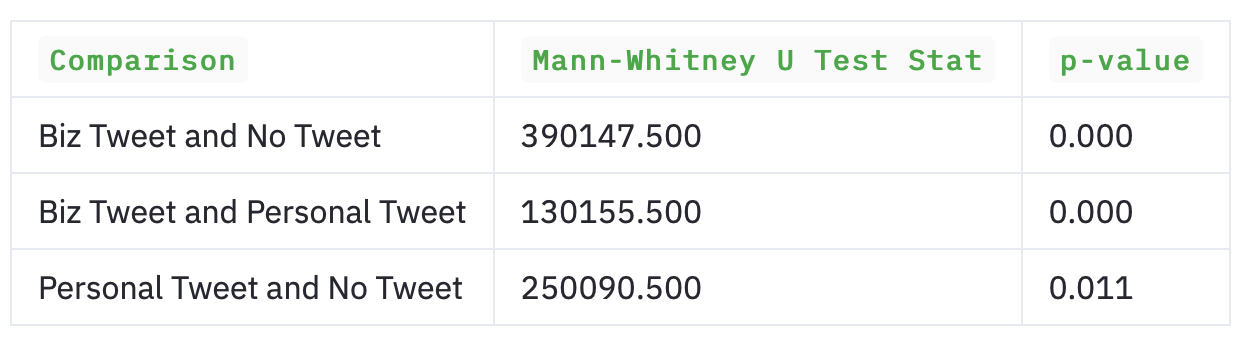 Comparison Mann-Whitney U Test Stat p-value
Biz Tweet and No Tweet 390147.500 0.000
Biz Tweet and Personal Tweet 130155.500 0.000
Personal Tweet and No Tweet 250090.500 0.011